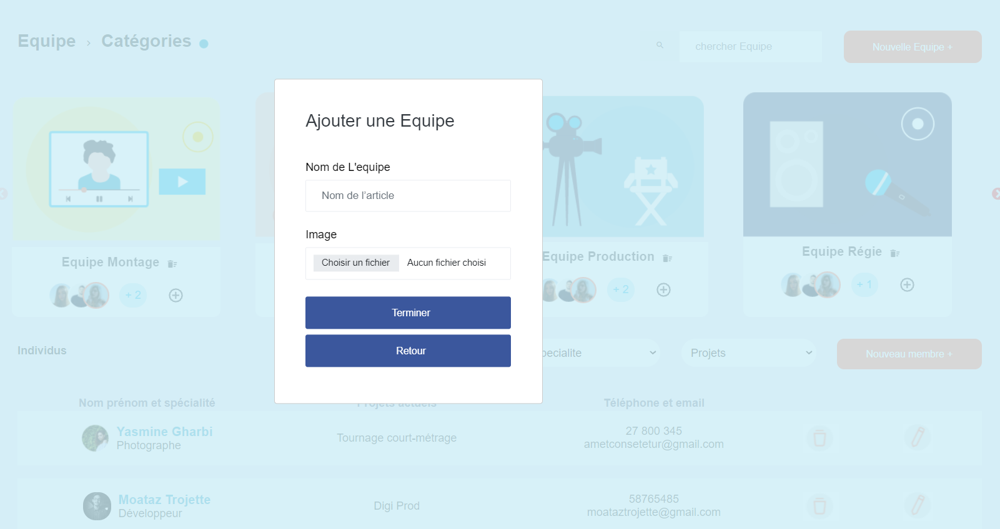 Equipe › Catégories
chercher Equipe
Nouvelle Equipe +
Ajouter une Equipe
Nom de L'equipe
Nom de l’article
Image
Choisir un fichier Aucun fichier choisi
Terminer
Retour
Equipe Montage
+ 2
Equipe Production
+ 2
Equipe Régie
+ 1
Individus
pecialite
Projets
Nouveau membre +
Nom prénom et spécialité
Projets actuels
Téléphone et email
Yasmine Gharbi
Photographe
Tournage court-métrage
27 800 345
ametconsetetur@gmail.com
Moataz Trojette
Développeur
Digi Prod
58765485
moataztrojette@gmail.com